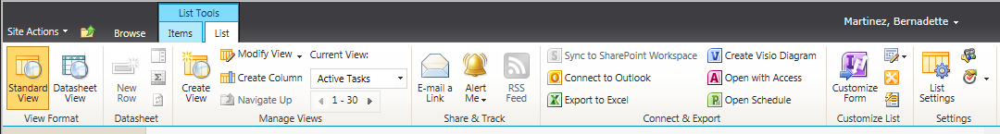 List Tools
Site Actions
Browse
Items
List
Martinez, Bernadette
Standard View
Datasheet View
View Format
New Row
Datasheet
Create View
Modify View
Create Column
Navigate Up
Current View:
Active Tasks
1 - 30
Manage Views
E-mail a Link
Alert Me
RSS Feed
Share & Track
Sync to SharePoint Workspace
Connect to Outlook
Export to Excel
Create Visio Diagram
Open with Access
Open Schedule
Connect & Export
Customize Form
Customize List
List Settings
Settings